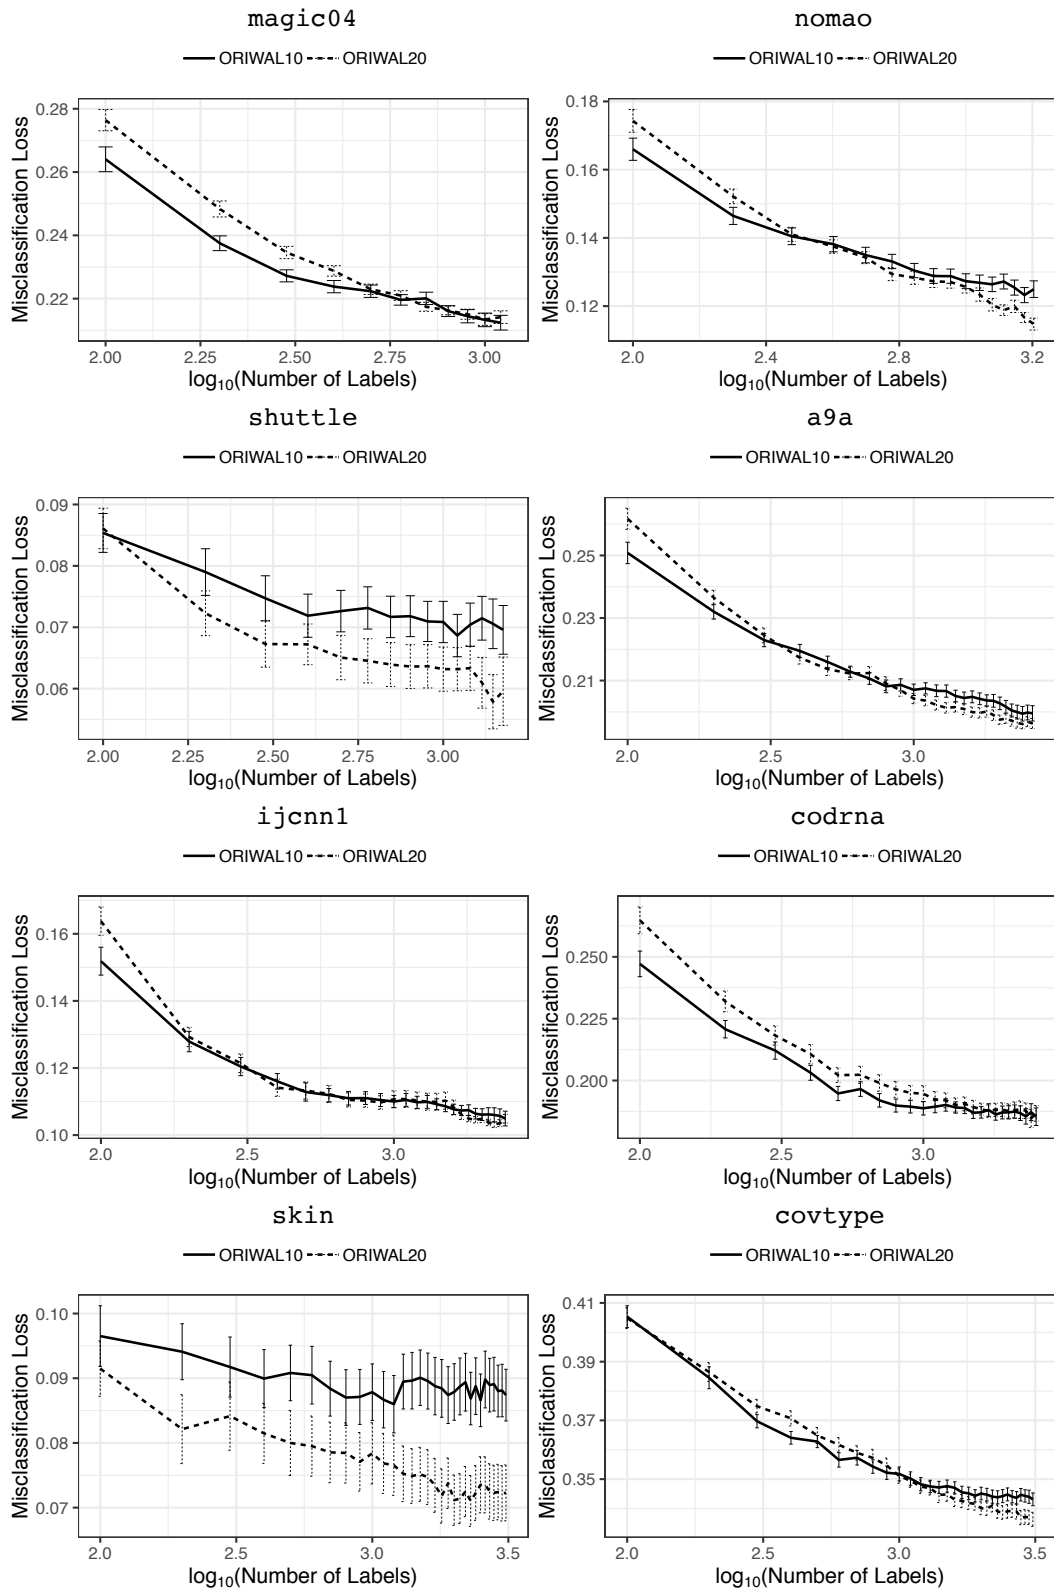 magic04
ORIWAL10 ORIWAL20
Misclassification Loss
0.28
0.26
0.24
0.22
2.00 2.25 2.50 2.75 3.00
log10(Number of Labels)
nomao
ORIWAL10 ORIWAL20
Misclassification Loss
0.18
0.16
0.14
0.12
2.0 2.4 2.8 3.2
log10(Number of Labels)
shuttle
ORIWAL10 ORIWAL20
Misclassification Loss
0.09
0.08
0.07
0.06
2.00 2.25 2.50 2.75 3.00
log10(Number of Labels)
a9a
ORIWAL10 ORIWAL20
Misclassification Loss
0.25
0.23
0.21
2.0 2.5 3.0
log10(Number of Labels)
ijcnn1
ORIWAL10 ORIWAL20
Misclassification Loss
0.16
0.14
0.12
0.10
2.0 2.5 3.0
log10(Number of Labels)
codrna
ORIWAL10 ORIWAL20
Misclassification Loss
0.250
0.225
0.200
2.0 2.5 3.0
log10(Number of Labels)
skin
ORIWAL10 ORIWAL20
Misclassification Loss
0.10
0.09
0.08
0.07
2.0 2.5 3.0 3.5
log10(Number of Labels)
covtype
ORIWAL10 ORIWAL20
Misclassification Loss
0.41
0.39
0.37
0.35
2.0 2.5 3.0 3.5
log10(Number of Labels)